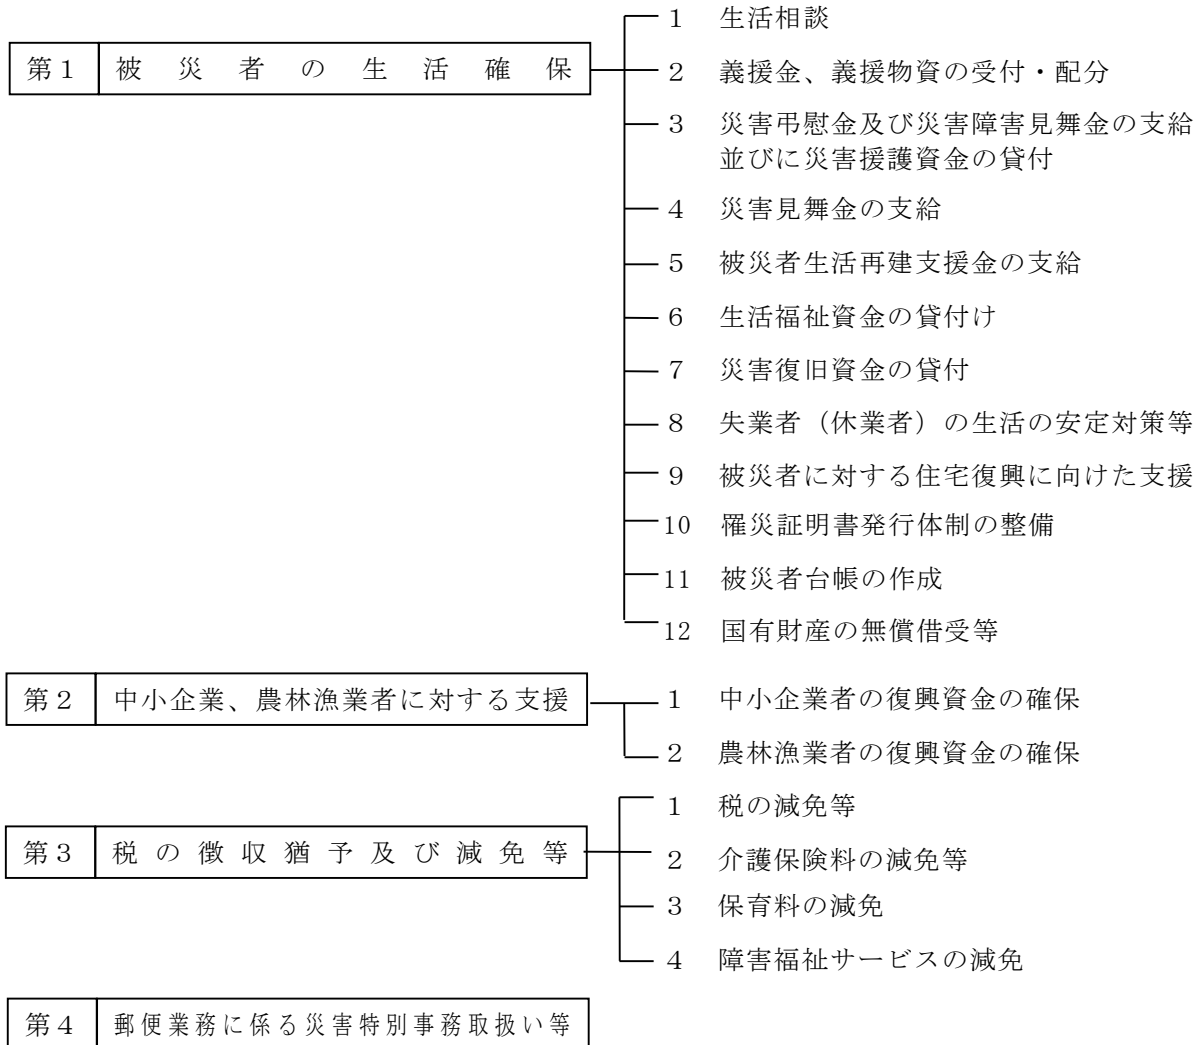 第１ 被災者の生活確保
1 生活相談
2 義援金、義援物資の受付・配分
3 災害弔慰金及び災害障害見舞金の支給
並びに災害援護資金の貸付
4 災害見舞金の支給
5 被災者生活再建支援金の支給
6 生活福祉資金の貸付け
7 災害復旧資金の貸付
8 失業者（休業者）の生活の安定対策等
9 被災者に対する住宅復興に向けた支援
10 罹災証明書発行体制の整備
11 被災者台帳の作成
12 国有財産の無償借受等
第２ 中小企業、農林漁業者に対する支援
1 中小企業者の復興資金の確保
2 農林漁業者の復興資金の確保
第３ 税の徴収猶予及び減免等
1 税の減免等
2 介護保険料の減免等
3 保育料の減免
4 障害福祉サービスの減免
第４ 郵便業務に係る災害特別事務取扱い等